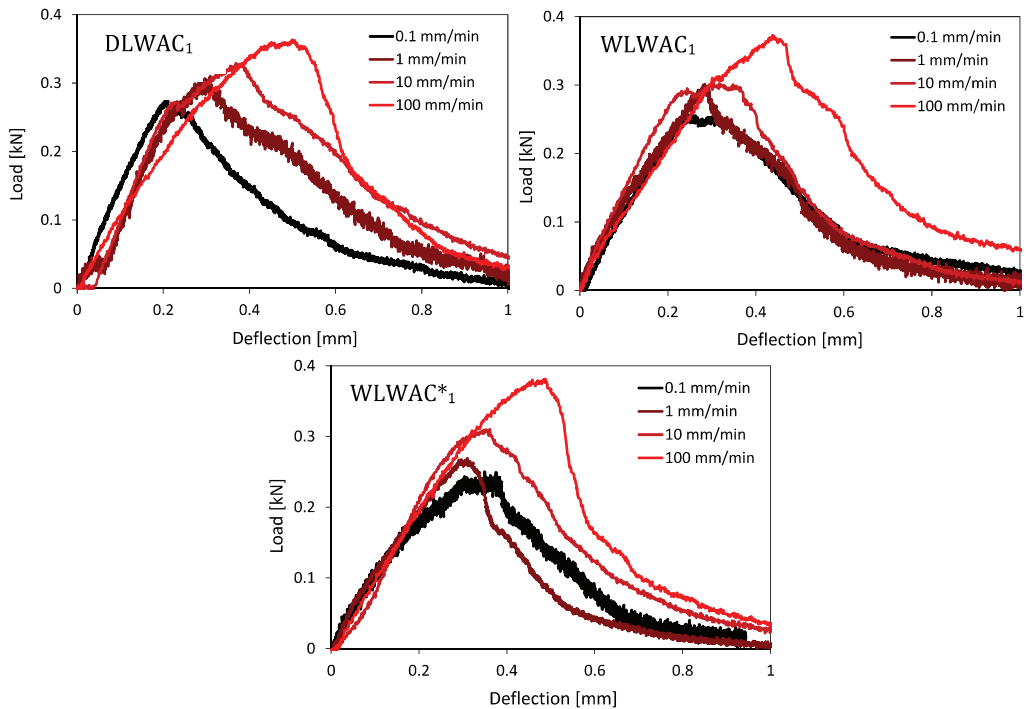 DLWAC1
0.4
0.3
0.2
0.1
0
Load [kN]
0 0.2 0.4 0.6 0.8 1
Deflection [mm]
0.1 mm/min
1 mm/min
10 mm/min
100 mm/min
WLWAC1
0.4
0.3
0.2
0.1
0
Load [kN]
0 0.2 0.4 0.6 0.8 1
Deflection [mm]
0.1 mm/min
1 mm/min
10 mm/min
100 mm/min
WLWAC*1
0.4
0.3
0.2
0.1
0
Load [kN]
0 0.2 0.4 0.6 0.8 1
Deflection [mm]
0.1 mm/min
1 mm/min
10 mm/min
100 mm/min